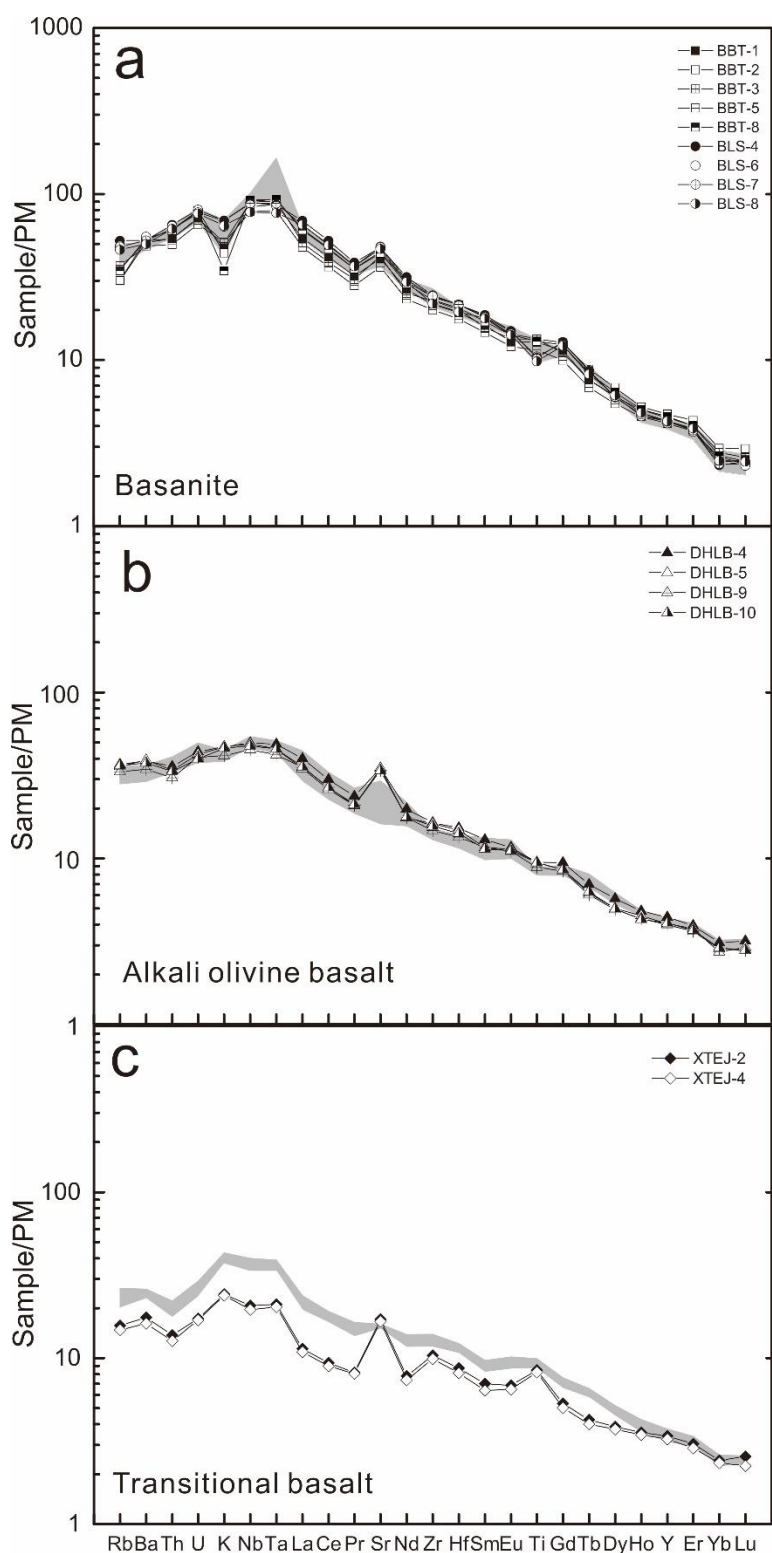 1000
a
BBT-1
BBT-2
BBT-3
BBT-5
BBT-8
BLS-4
BLS-6
BLS-7
BLS-8
100
Sample/PM
10
Basanite
1
b
DHLB-4
DHLB-5
DHLB-9
DHLB-10
100
Sample/PM
10
Alkali olivine basalt
1
c
XTEJ-2
XTEJ-4
100
Sample/PM
10
Transitional basalt
1
Rb Ba Th U K Nb Ta La Ce Pr Sr Nd Zr Hf Sm Eu Ti Gd Tb Dy Ho Y Er Yb Lu